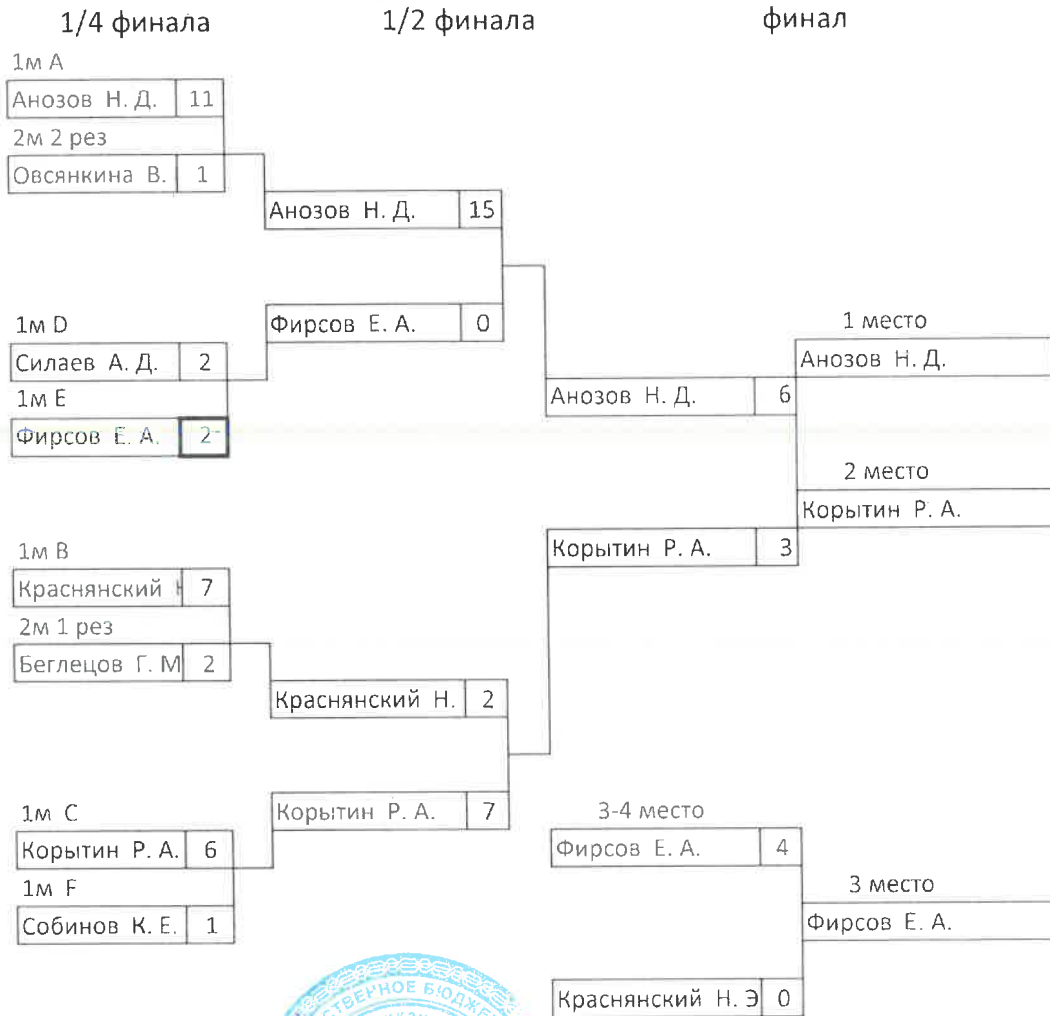 1/4 финала 1/2 финала финал
1м A
Анозов Н. Д. 11
2м 2 рез
Овсянкина В. 1
Анозов Н. Д. 15
Фирсов Е. А. 0
1м D
Силаев А. Д. 2
1м E
Фирсов Е. А. 2
1 место
Анозов Н. Д.
Анозов Н. Д. 6
2 место
Корытин Р. А.
Корытин Р. А. 3
1м B
Краснянский 7
2м 1 рез
Беглецов Г. М 2
Краснянский Н. 2
Корытин Р. А. 7
1м C
Корытин Р. А. 6
1м F
Собинов К. Е. 1
3-4 место
Фирсов Е. А. 4
3 место
Фирсов Е. А.
Краснянский Н. Э 0
СТВЕННОЕ БЮДЖЕ